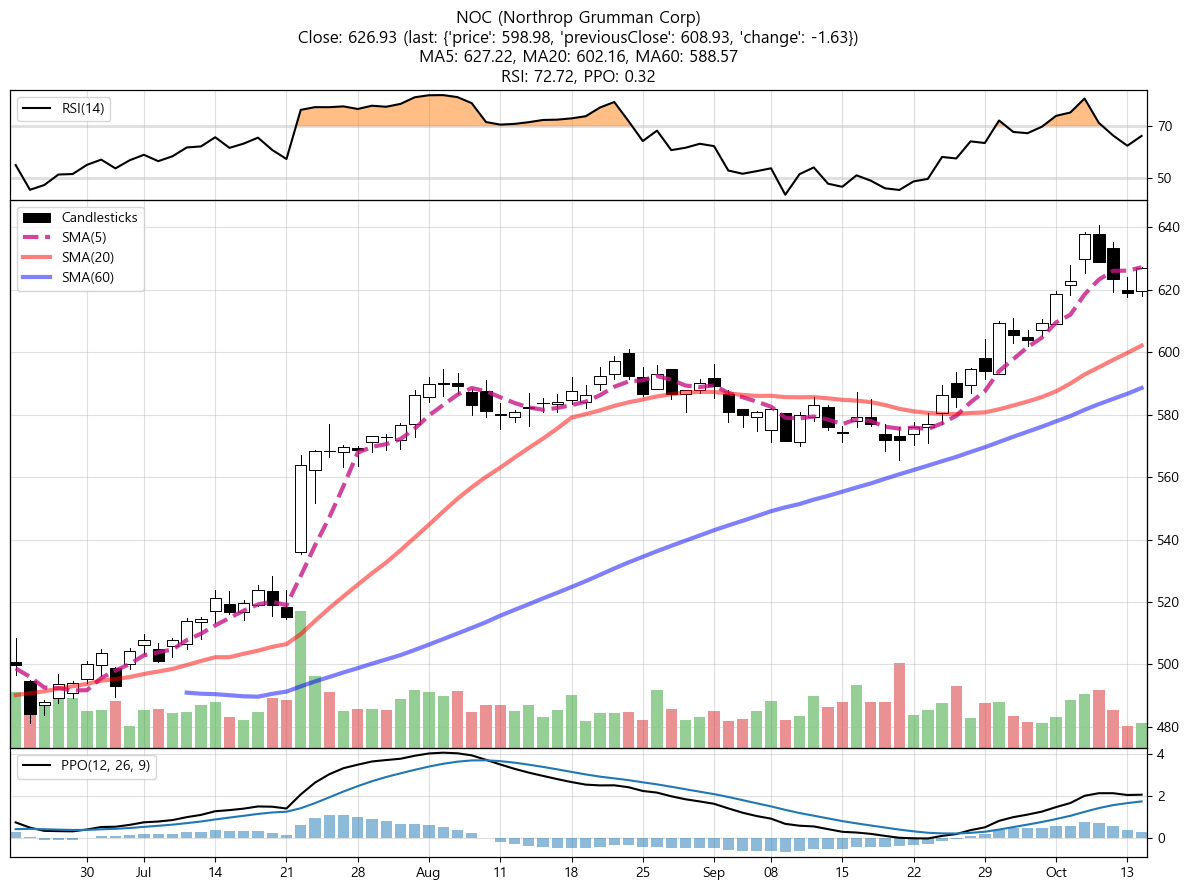 NOC (Northrop Grumman Corp)
Close: 626.93 (last: {'price': 598.98, 'previousClose': 608.93, 'change': -1.63})
MA5: 627.22, MA20: 602.16, MA60: 588.57
RSI: 72.72, PPO: 0.32
RSI(14)
70
50
Candlesticks
SMA(5)
SMA(20)
SMA(60)
640
620
600
580
560
540
520
500
480
PPO(12, 26, 9)
4
2
0
30 Jul 14 21 28 Aug 11 18 25 Sep 08 15 22 29 Oct 13